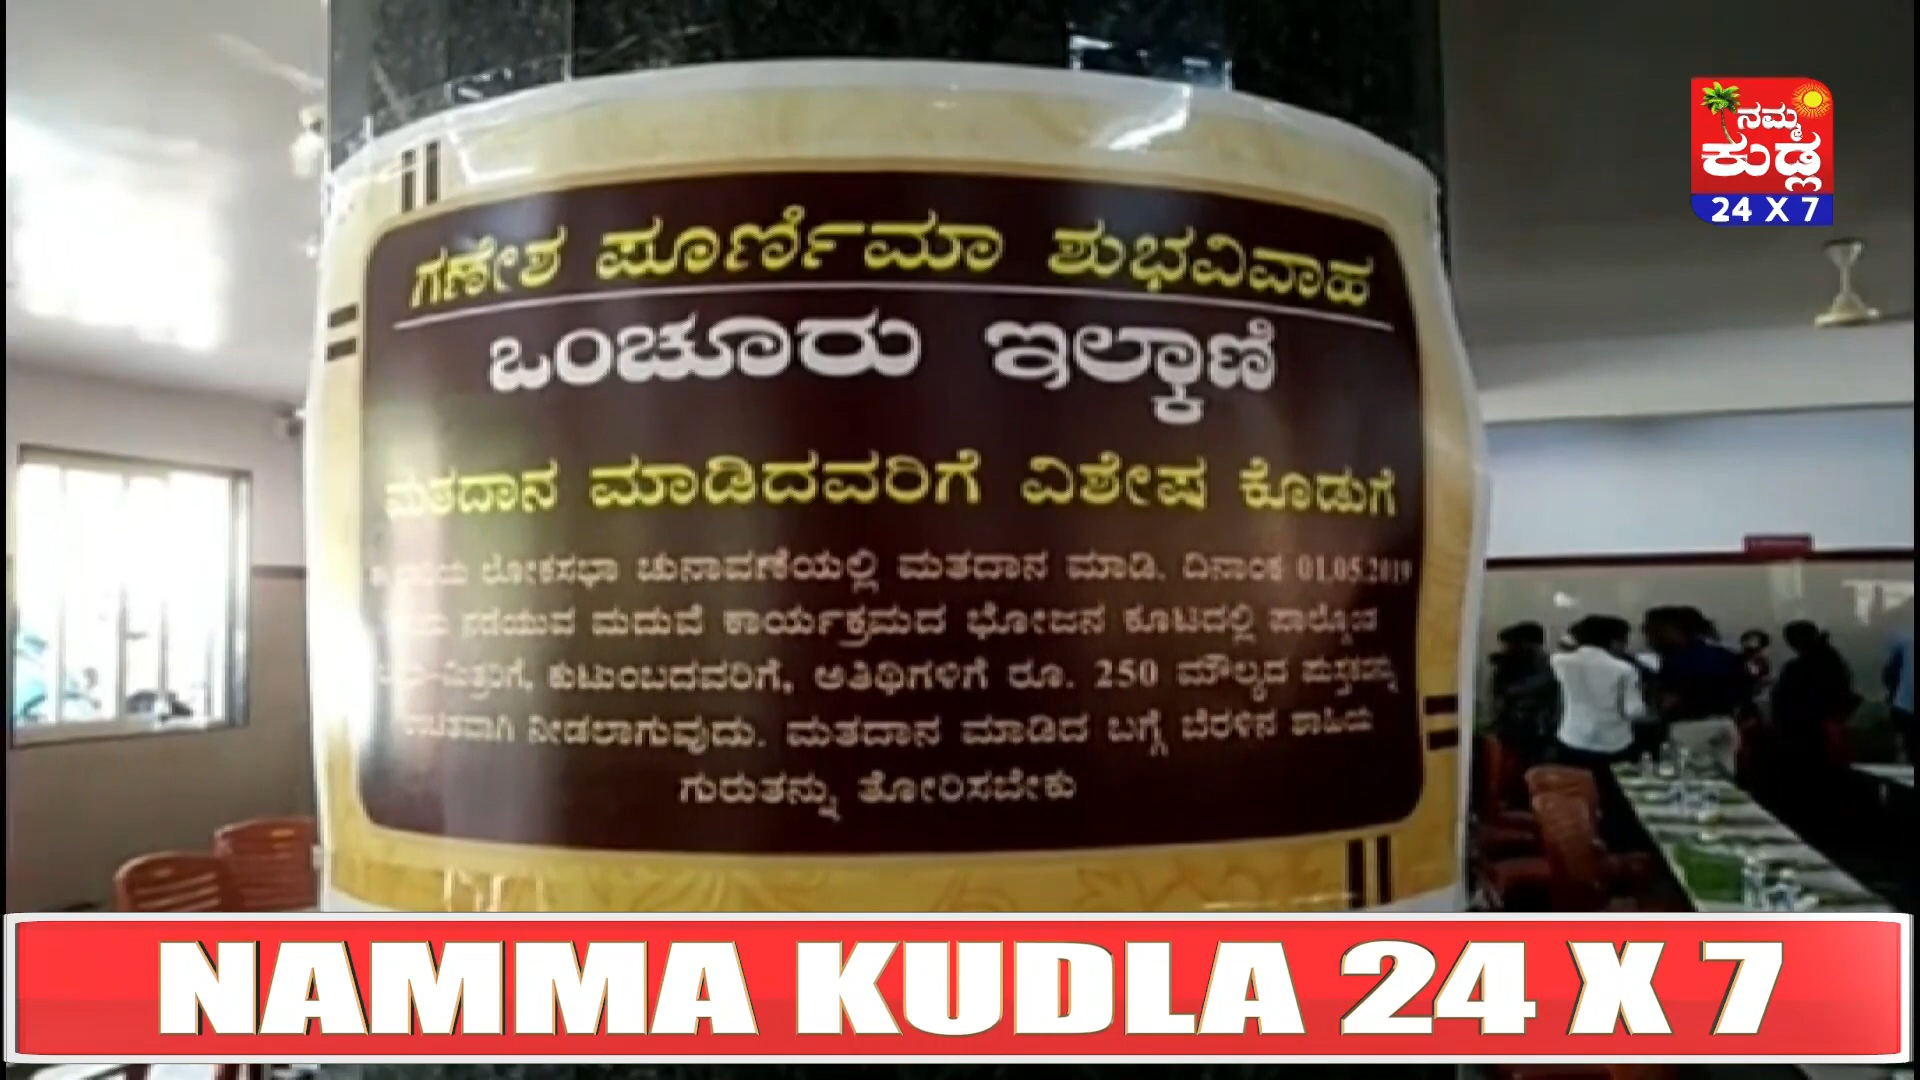 ನಮ್ಮ
ಕುಡ್ಲ
24 X 7
ಗಣೇಶ ಪೂರ್ಣಿಮಾ ಶುಭವಿವಾಹ
ಒಂಚೂರು ಇಲ್ಕಾಣಿ
ಮತದಾನ ಮಾಡಿದವರಿಗೆ ವಿಶೇಷ ಕೊಡುಗೆ
ಲೋಕಸಭಾ ಚುನಾವಣೆಯಲ್ಲಿ ಮತದಾನ ಮಾಡಿ. ದಿನಾಂಕ 01.05.2019
ನಡೆಯುವ ಮದುವೆ ಕಾರ್ಯಕ್ರಮದ ಭೋಜನ ಕೂಟದಲ್ಲಿ ಪಾಲ್ಗೊಂಡ
ಕುಟುಂಬದವರಿಗೆ, ಅತಿಥಿಗಳಿಗೆ ರೂ. 250 ಮೌಲ್ಯದ ಪುಸ್ತಕವನ್ನು
ನೀಡಲಾಗುವುದು. ಮತದಾನ ಮಾಡಿದ ಬಗ್ಗೆ ಬೆರಳಿನ ಶಾಹಿಯ
ಗುರುತನ್ನು ತೋರಿಸಬೇಕು
NAMMA KUDLA 24 X 7